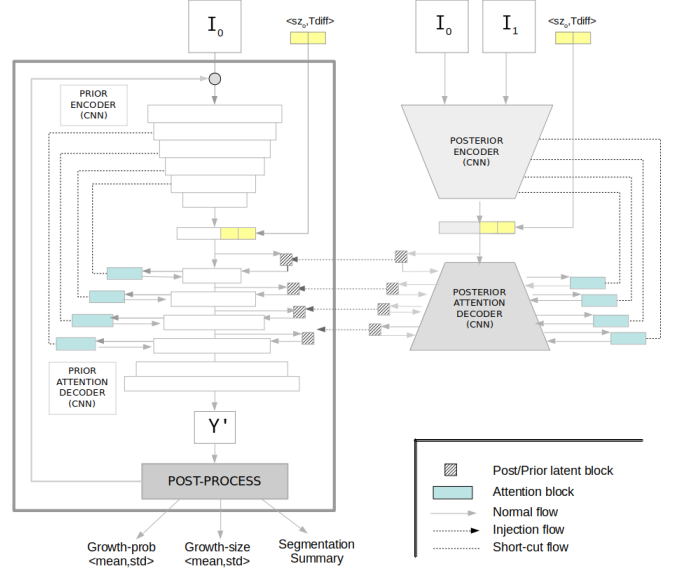 I₀
<sz₀,Tdiff>
I₀
I₁
<sz₀,Tdiff>
PRIOR
ENCODER
(CNN)
POSTERIOR
ENCODER
(CNN)
POSTERIOR
ATTENTION
DECODER
(CNN)
PRIOR
ATTENTION
DECODER
(CNN)
Y'
POST-PROCESS
Growth-prob
<mean,std>
Growth-size
<mean,std>
Segmentation
Summary
Post/Prior latent block
Attention block
Normal flow
Injection flow
Short-cut flow